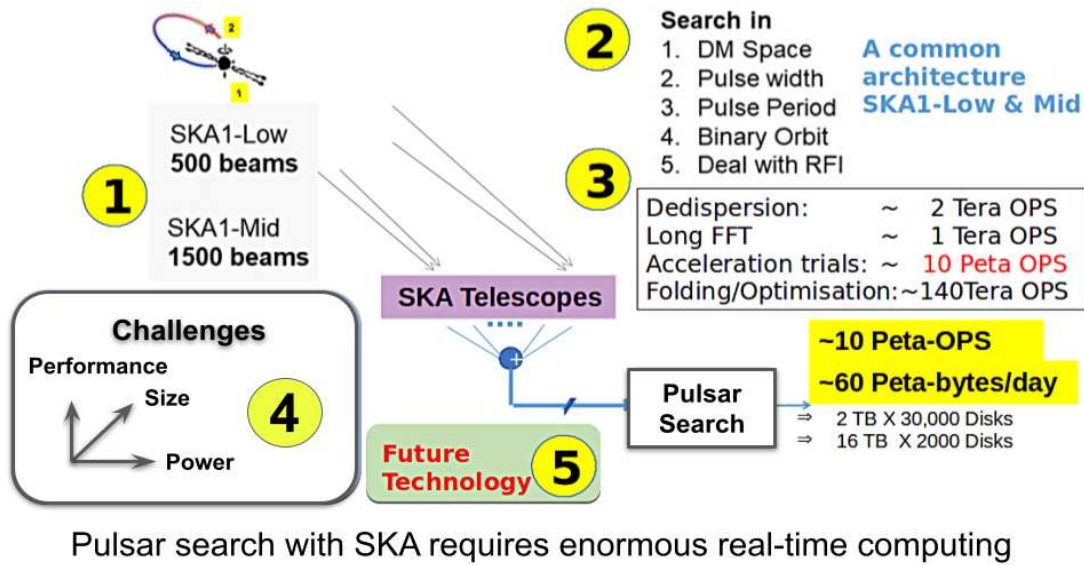 2
1
SKA1-Low
500 beams
1
SKA1-Mid
1500 beams
2
Search in
1. DM Space
2. Pulse width
3. Pulse Period
4. Binary Orbit
5. Deal with RFI
A common
architecture
SKA1-Low & Mid
3
Dedispersion: ~ 2 Tera OPS
Long FFT ~ 1 Tera OPS
Acceleration trials: ~ 10 Peta OPS
Folding/Optimisation:~140Tera OPS
SKA Telescopes
Challenges
Performance
Size
Power
4
Future
Technology
5
Pulsar
Search
~10 Peta-OPS
~60 Peta-bytes/day
⇒ 2 TB X 30,000 Disks
⇒ 16 TB X 2000 Disks
Pulsar search with SKA requires enormous real-time computing